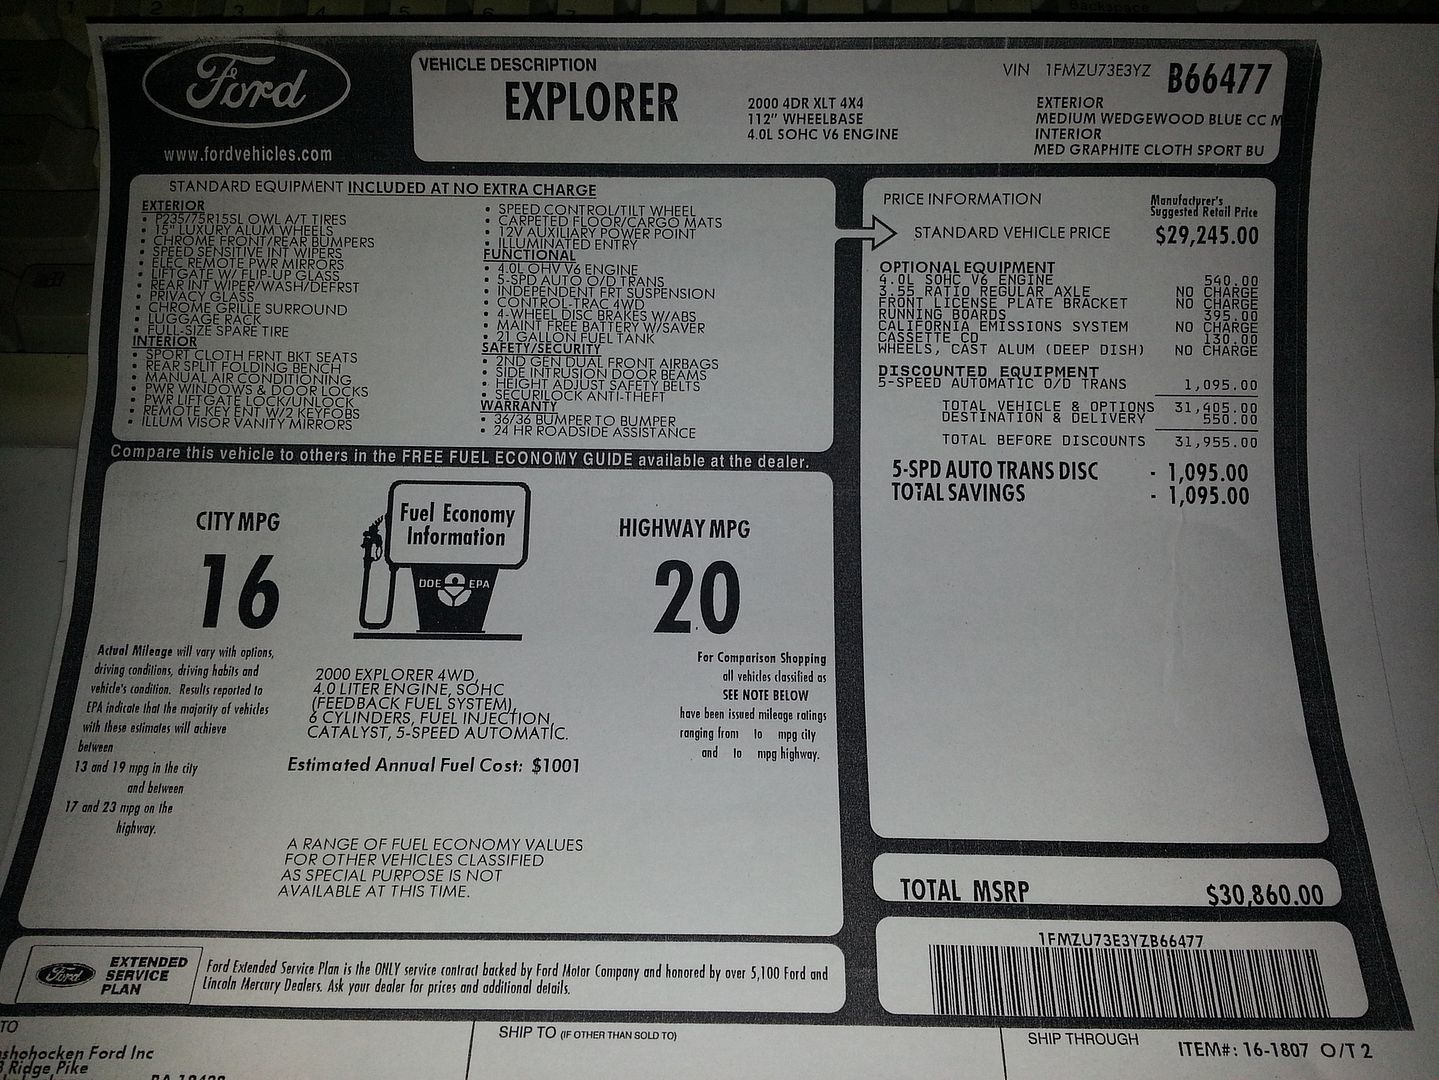 Backspace
Ford
www.fordvehicles.com
VEHICLE DESCRIPTION
EXPLORER
2000 4DR XLT 4X4
112" WHEELBASE
4.0L SOHC V6 ENGINE
VIN 1FMZU73E3YZ B66477
EXTERIOR
MEDIUM WEDGEWOOD BLUE CC M
INTERIOR
MED GRAPHITE CLOTH SPORT BU
STANDARD EQUIPMENT INCLUDED AT NO EXTRA CHARGE
EXTERIOR
• P235/75R15SL OWL A/T TIRES
• 15" LUXURY ALUM WHEELS
• CHROME FRONT/REAR BUMPERS
• SPEED SENSITIVE INT WIPERS
• ELEC REMOTE PWR MIRRORS
• LIFTGATE W/ FLIP-UP GLASS
• REAR INT WIPER/WASH/DEFRST
• PRIVACY GLASS
• CHROME GRILLE SURROUND
• LUGGAGE RACK
• FULL-SIZE SPARE TIRE
INTERIOR
• SPORT CLOTH FRNT BKT SEATS
• REAR SPLIT FOLDING BENCH
• MANUAL AIR CONDITIONING
• PWR WINDOWS & DOOR LOCKS
• PWR LIFTGATE LOCK/UNLOCK
• REMOTE KEY ENT W/2 KEYFOBS
• ILLUM VISOR VANITY MIRRORS
• SPEED CONTROL/TILT WHEEL
• CARPETED FLOOR/CARGO MATS
• 12V AUXILIARY POWER POINT
• ILLUMINATED ENTRY
FUNCTIONAL
• 4.0L OHV V6 ENGINE
• 5-SPD AUTO O/D TRANS
• INDEPENDENT FRT SUSPENSION
• CONTROL-TRAC 4WD
• 4-WHEEL DISC BRAKES W/ABS
• MAINT FREE BATTERY W/SAVER
• 21 GALLON FUEL TANK
SAFETY/SECURITY
• 2ND GEN DUAL FRONT AIRBAGS
• SIDE INTRUSION DOOR BEAMS
• HEIGHT ADJUST SAFETY BELTS
• SECURILOCK ANTI-THEFT
WARRANTY
• 36/36 BUMPER TO BUMPER
• 24 HR ROADSIDE ASSISTANCE
PRICE INFORMATION
Manufacturer's
Suggested Retail Price
STANDARD VEHICLE PRICE $29,245.00
OPTIONAL EQUIPMENT
4.0L SOHC V6 ENGINE 540.00
3.55 RATIO REGULAR AXLE NO CHARGE
FRONT LICENSE PLATE BRACKET NO CHARGE
RUNNING BOARDS 395.00
CALIFORNIA EMISSIONS SYSTEM NO CHARGE
CASSETTE CD 130.00
WHEELS, CAST ALUM (DEEP DISH) NO CHARGE
DISCOUNTED EQUIPMENT
5-SPEED AUTOMATIC O/D TRANS 1,095.00
TOTAL VEHICLE & OPTIONS 31,405.00
DESTINATION & DELIVERY 550.00
TOTAL BEFORE DISCOUNTS 31,955.00
5-SPD AUTO TRANS DISC - 1,095.00
TOTAL SAVINGS - 1,095.00
Compare this vehicle to others in the FREE FUEL ECONOMY GUIDE available at the dealer.
CITY MPG
16
Fuel Economy
Information
DOE EPA
HIGHWAY MPG
20
Actual Mileage will vary with options,
driving conditions, driving habits and
vehicle's condition. Results reported to
EPA indicate that the majority of vehicles
with these estimates will achieve
between
13 and 19 mpg in the city
and between
17 and 23 mpg on the
highway.
2000 EXPLORER 4WD,
4.0 LITER ENGINE, SOHC
(FEEDBACK FUEL SYSTEM),
6 CYLINDERS, FUEL INJECTION,
CATALYST, 5-SPEED AUTOMATIC.
Estimated Annual Fuel Cost: $1001
A RANGE OF FUEL ECONOMY VALUES
FOR OTHER VEHICLES CLASSIFIED
AS SPECIAL PURPOSE IS NOT
AVAILABLE AT THIS TIME.
For Comparison Shopping
all vehicles classified as
SEE NOTE BELOW
have been issued mileage ratings
ranging from to mpg city
and to mpg highway.
TOTAL MSRP $30,860.00
1FMZU73E3YZB66477
Ford
EXTENDED
SERVICE
PLAN
Ford Extended Service Plan is the ONLY service contract backed by Ford Motor Company and honored by over 5,100 Ford and
Lincoln Mercury Dealers. Ask your dealer for prices and additional details.
TO
shohocken Ford Inc
Ridge Pike
SHIP TO (IF OTHER THAN SOLD TO)
SHIP THROUGH
ITEM#: 16-1807 O/T 2